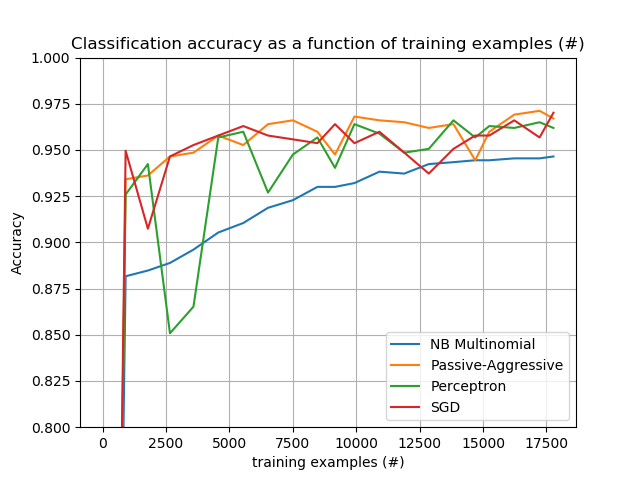 Classification accuracy as a function of training examples (#)
1.000
0.975
0.950
0.925
0.900
0.875
0.850
0.825
0.800
Accuracy
NB Multinomial
Passive-Aggressive
Perceptron
SGD
0 2500 5000 7500 10000 12500 15000 17500
training examples (#)